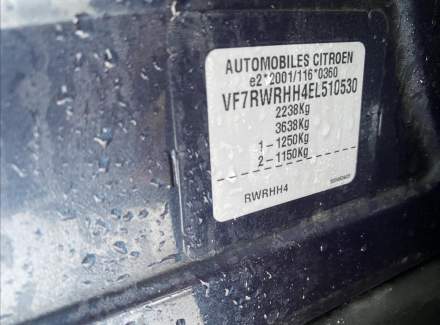 AUTOMOBILES CITROEN
e2*2001/116*0360
VF7RWRHH4EL510530
2238Kg
3638Kg
1-1250Kg
2-1150Kg
RWRHH4